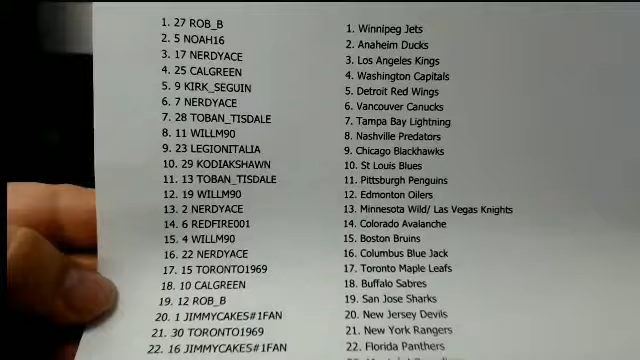 1. 27 ROB_B 1. Winnipeg Jets
2. 5 NOAH16 2. Anaheim Ducks
3. 17 NERDYACE 3. Los Angeles Kings
4. 25 CALGREEN 4. Washington Capitals
5. 9 KIRK_SEGUIN 5. Detroit Red Wings
6. 7 NERDYACE 6. Vancouver Canucks
7. 28 TOBAN_TISDALE 7. Tampa Bay Lightning
8. 11 WILLM90 8. Nashville Predators
9. 23 LEGIONITALIA 9. Chicago Blackhawks
10. 29 KODIAKSHAWN 10. St Louis Blues
11. 13 TOBAN_TISDALE 11. Pittsburgh Penguins
12. 19 WILLM90 12. Edmonton Oilers
13. 2 NERDYACE 13. Minnesota Wild/ Las Vegas Knights
14. 6 REDFIRE001 14. Colorado Avalanche
15. 4 WILLM90 15. Boston Bruins
16. 22 NERDYACE 16. Columbus Blue Jack
17. 15 TORONTO1969 17. Toronto Maple Leafs
18. 10 CALGREEN 18. Buffalo Sabres
19. 12 ROB_B 19. San Jose Sharks
20. 1 JIMMYCAKES#1FAN 20. New Jersey Devils
21. 30 TORONTO1969 21. New York Rangers
22. 16 JIMMYCAKES#1FAN 22. Florida Panthers